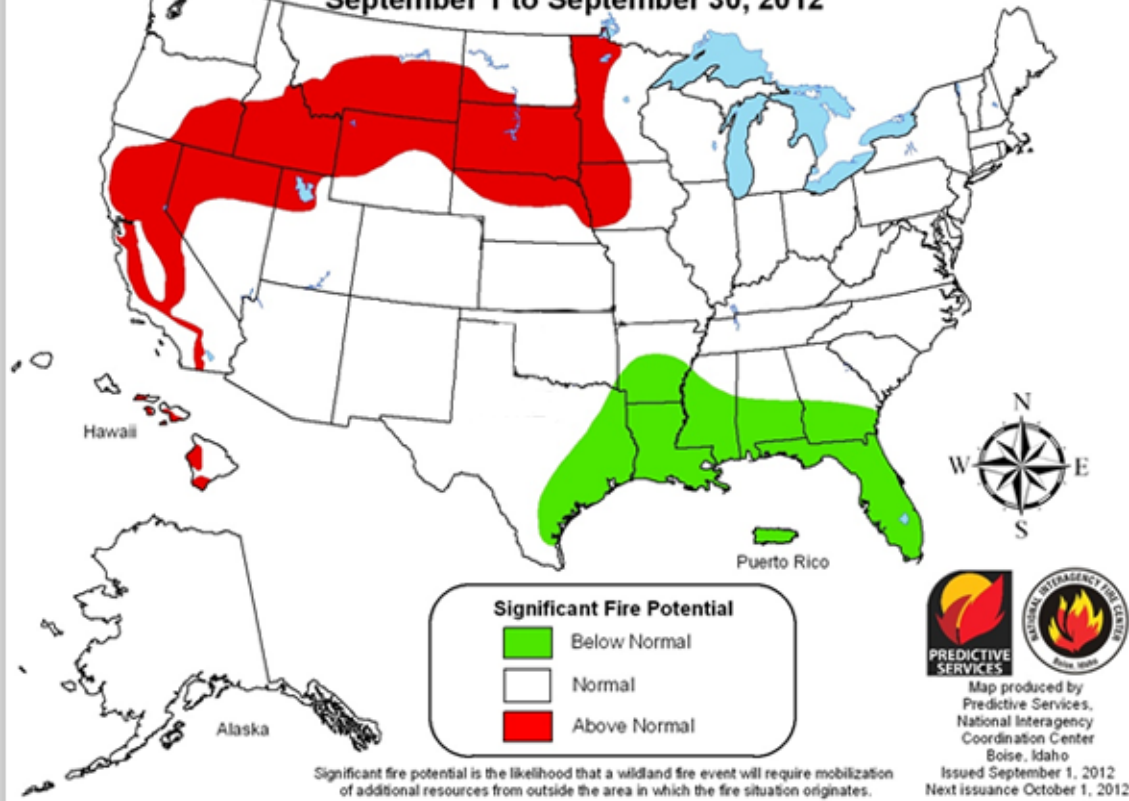 September 1 to September 30, 2012
Hawaii
N
W E
S
Puerto Rico
Alaska
Significant Fire Potential
Below Normal
Normal
Above Normal
PREDICTIVE
SERVICES
NATIONAL INTERAGENCY FIRE CENTER
Boise, Idaho
Map produced by
Predictive Services,
National Interagency
Coordination Center
Boise, Idaho
Issued September 1, 2012
Next issuance October 1, 2012
Significant fire potential is the likelihood that a wildland fire event will require mobilization
of additional resources from outside the area in which the fire situation originates.